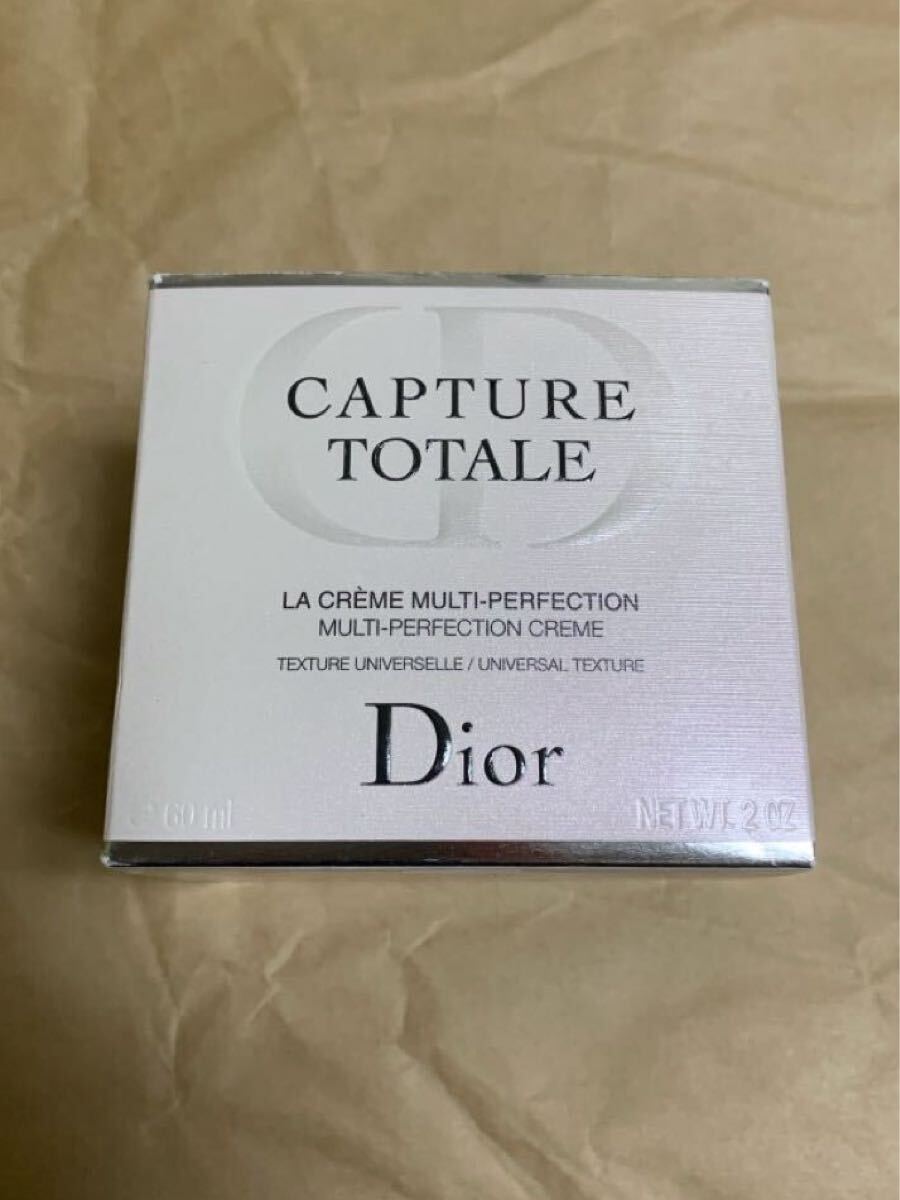 CD
CAPTURE
TOTALE
LA CRÈME MULTI-PERFECTION
MULTI-PERFECTION CREME
TEXTURE UNIVERSELLE / UNIVERSAL TEXTURE
Dior
e 60 ml
NET WT. 2 OZ